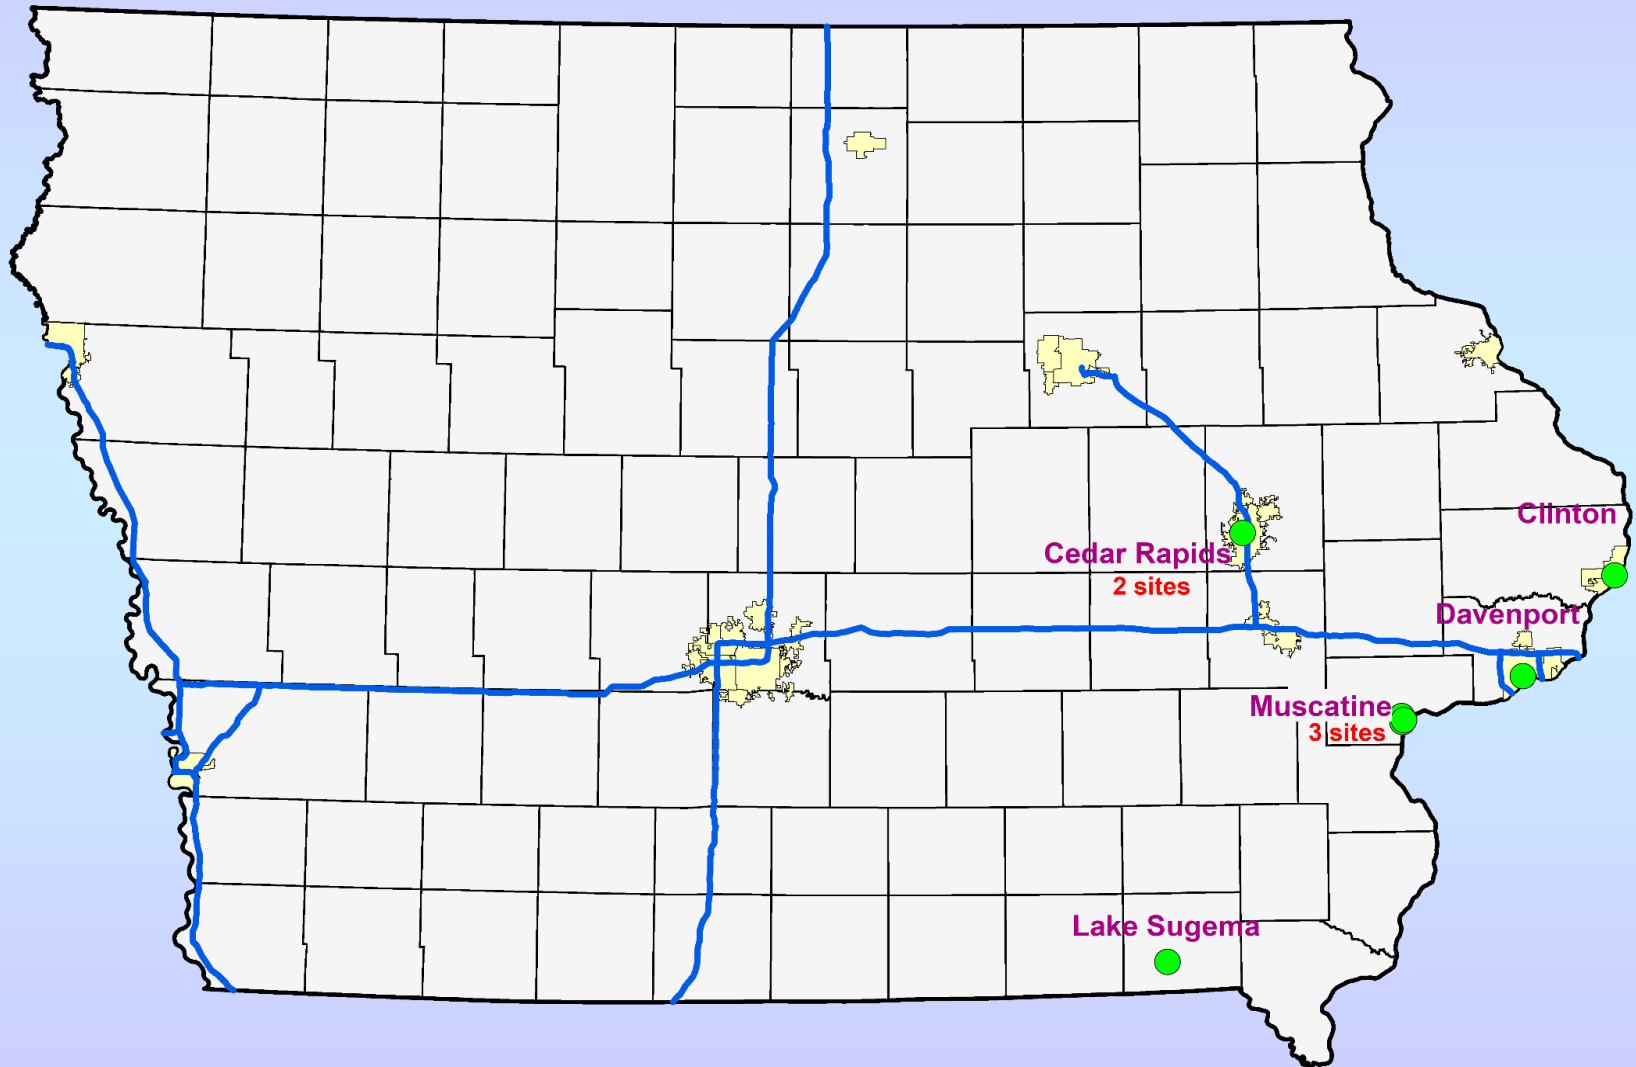 Clinton
Cedar Rapids
2 sites
Davenport
Muscatine
3 sites
Lake Sugema